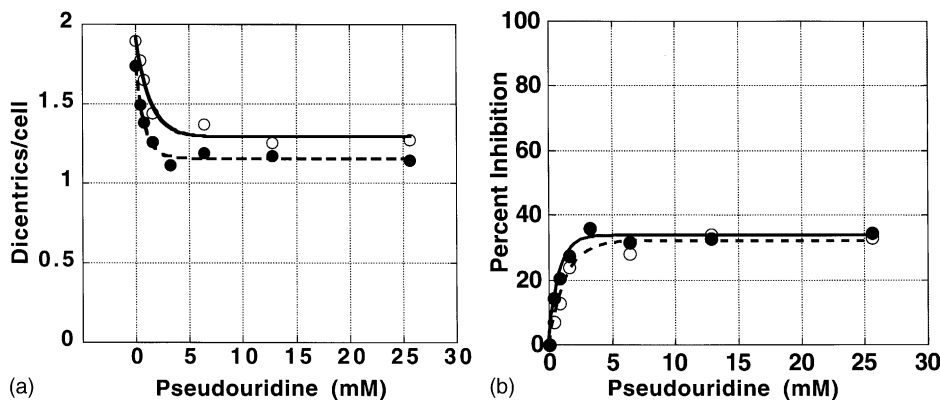 2
1.5
1
0.5
0
Dicentrics/cell
0 5 10 15 20 25 30
(a) Pseudouridine (mM)
100
80
60
40
20
0
Percent Inhibition
0 5 10 15 20 25 30
(b) Pseudouridine (mM)